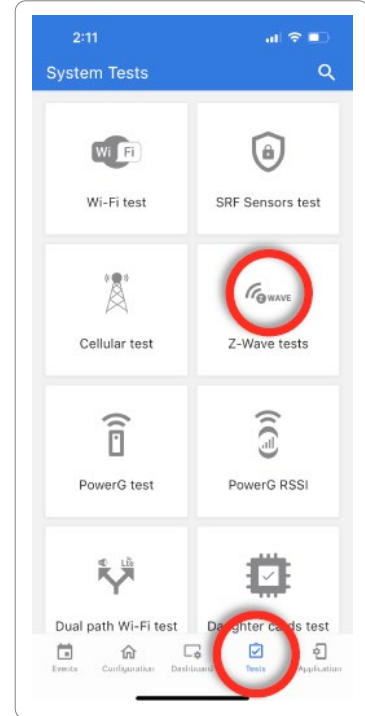 2:11
System Tests
Wi Fi
Wi-Fi test
SRF Sensors test
Z WAVE
Cellular test
Z-Wave tests
PowerG test
PowerG RSSI
LTE
Dual path Wi-Fi test
Daughter cards test
Events Configuration Dashboard Tests Application